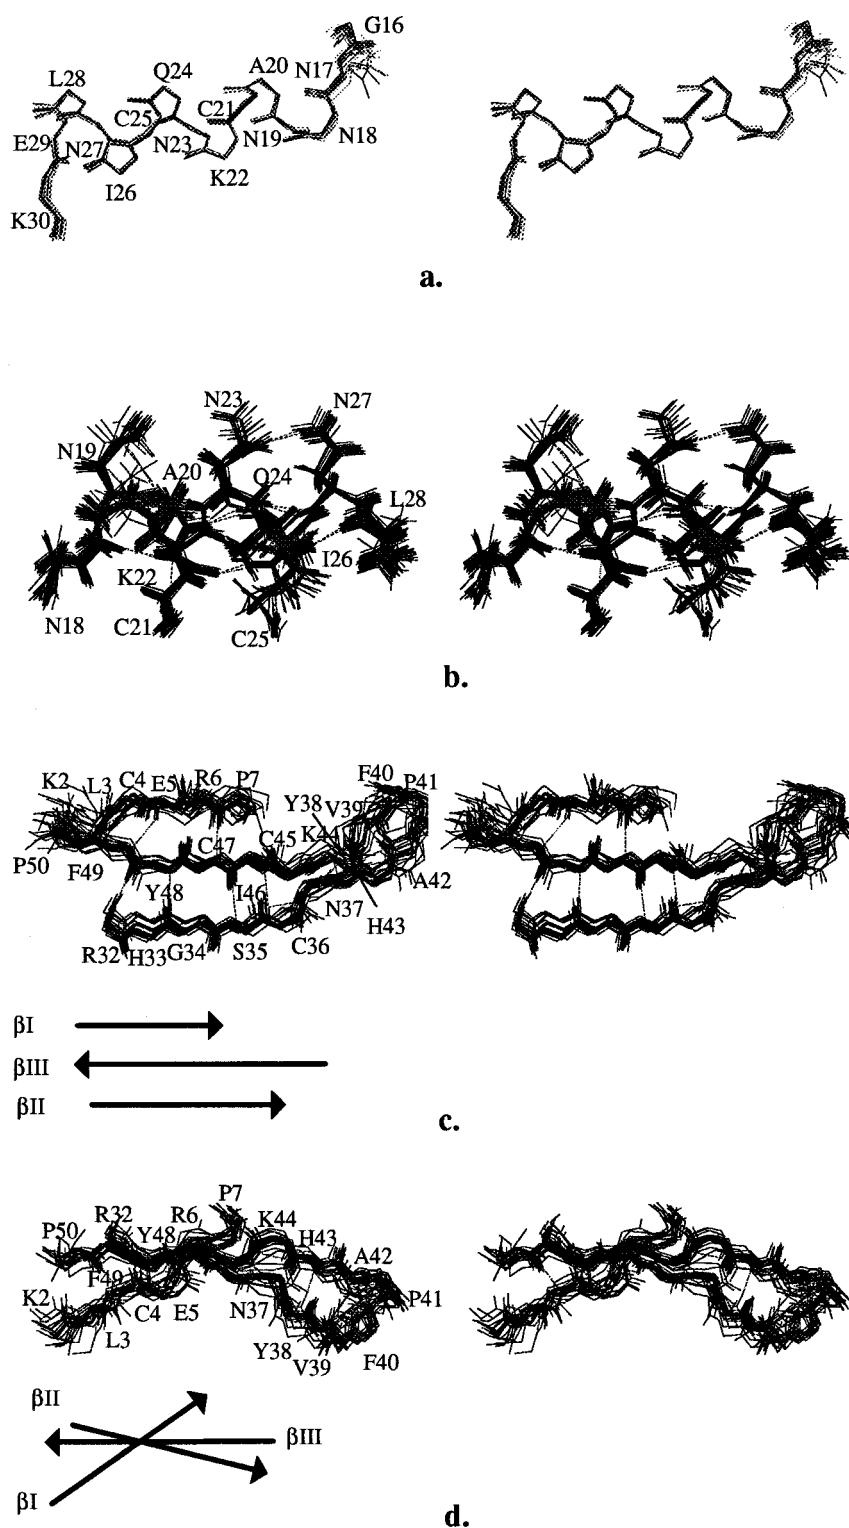 G16
A20
N17
Q24
L28
C21
C25
N18
E29
N27
N23
N19
K22
I26
K30
a.
N23
N27
N19
A20
Q24
L28
I26
K22
N18
C21
C25
b.
K2
L3
C4
E5
R6
P7
F40
P41
Y38
V39
K44
C45
C47
P50
F49
Y48
I46
N37
A42
H43
R32
H33
G34
S35
C36
βI
βIII
βII
c.
P7
R32
R6
K44
P50
Y48
H43
A42
F49
K2
C4
E5
N37
P41
L3
Y38
V39
F40
βII
βIII
βI
d.